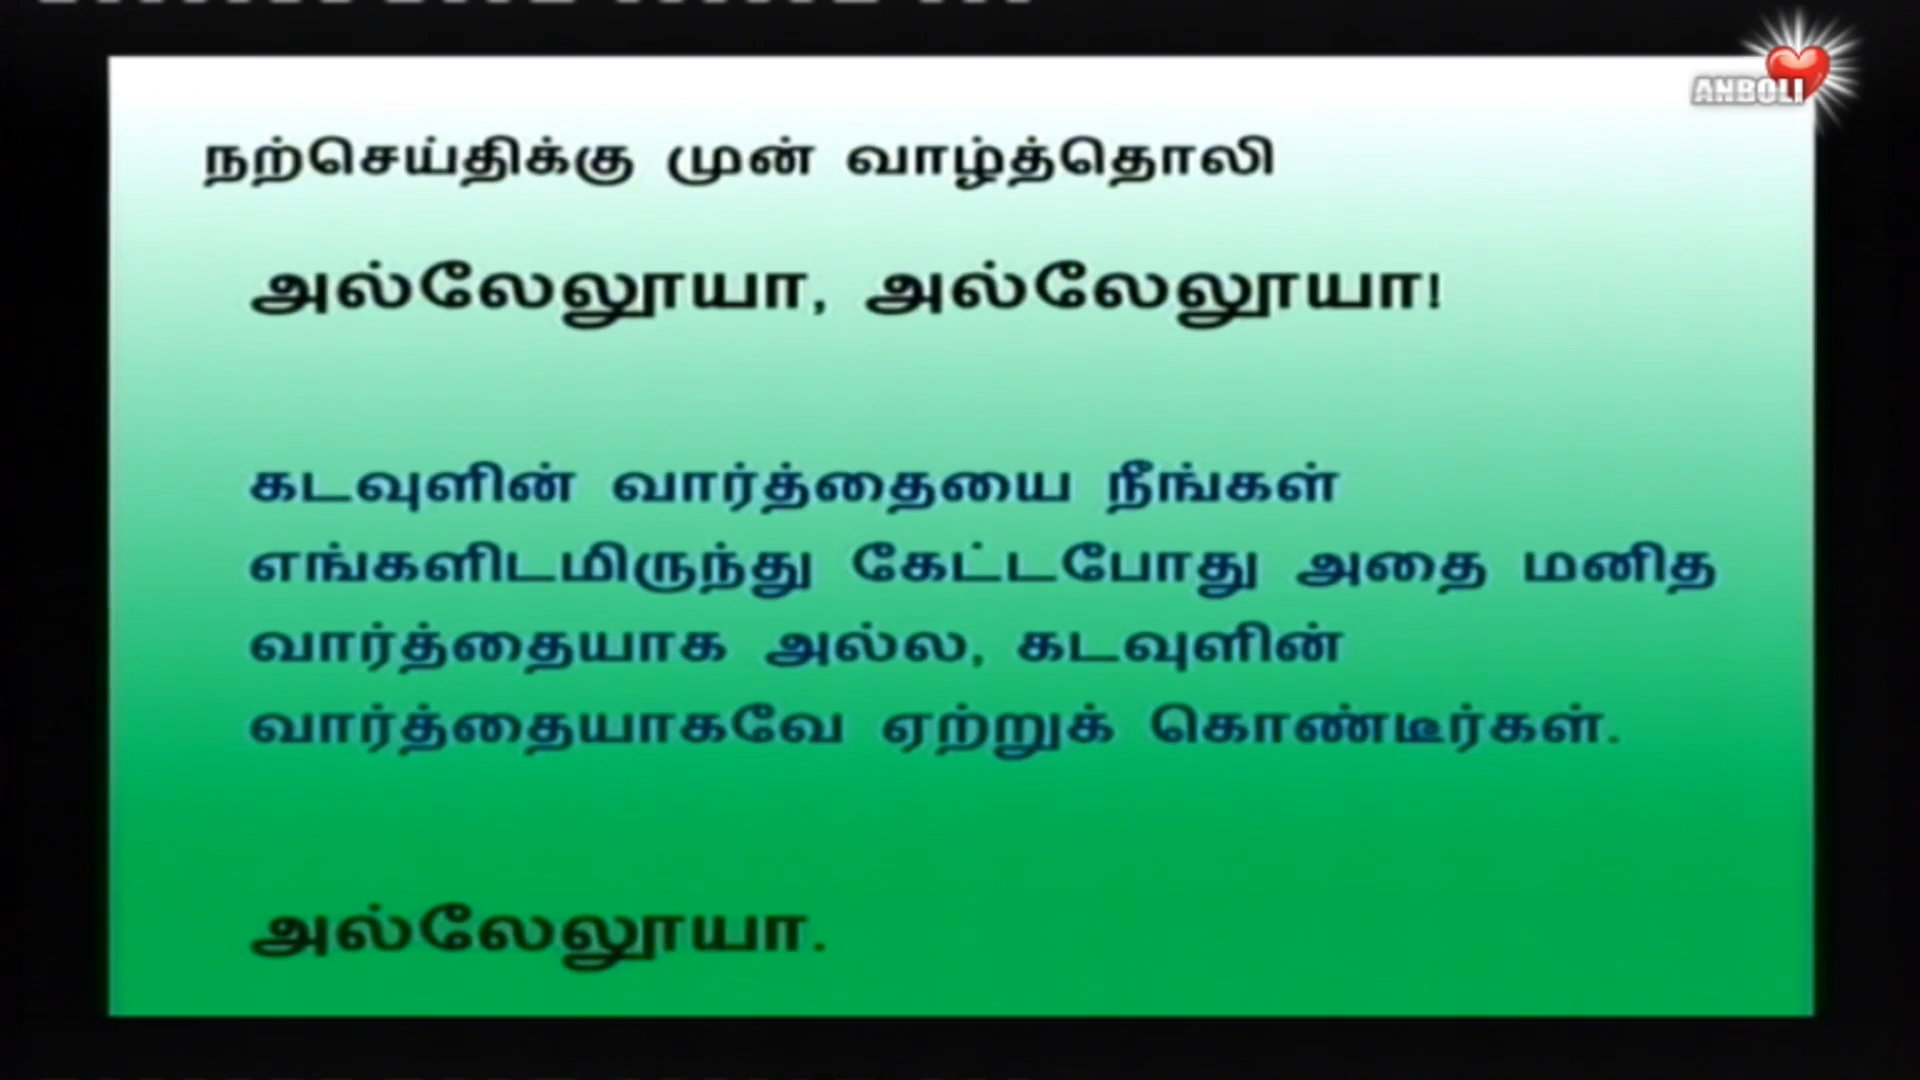 ANBOLI
நற்செய்திக்கு முன் வாழ்த்தொலி
அல்லேலூயா, அல்லேலூயா!
கடவுளின் வார்த்தையை நீங்கள்
எங்களிடமிருந்து கேட்டபோது அதை மனித
வார்த்தையாக அல்ல, கடவுளின்
வார்த்தையாகவே ஏற்றுக் கொண்டீர்கள்.
அல்லேலூயா.